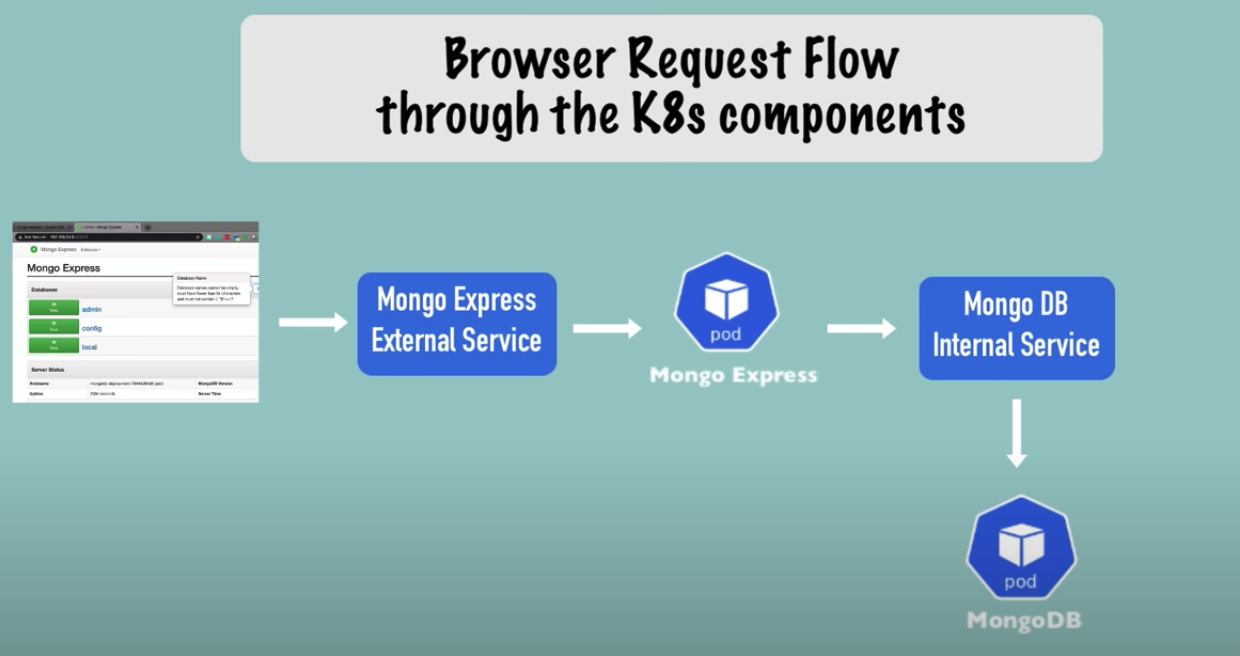 Browser Request Flow
through the K8s components
Mongo Express
Mongo Express
Databases
admin
config
local
Server Status
Hostname
MongoDB Version
Uptime
Server Time
Database Name
Mongo Express
External Service
pod
Mongo Express
Mongo DB
Internal Service
pod
MongoDB